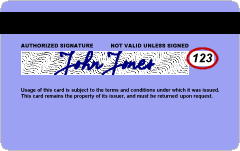 AUTHORIZED SIGNATURE NOT VALID UNLESS SIGNED
John Jones 123
Usage of this card is subject to the terms and conditions under which it was issued.
This card remains the property of its issuer, and must be returned upon request.